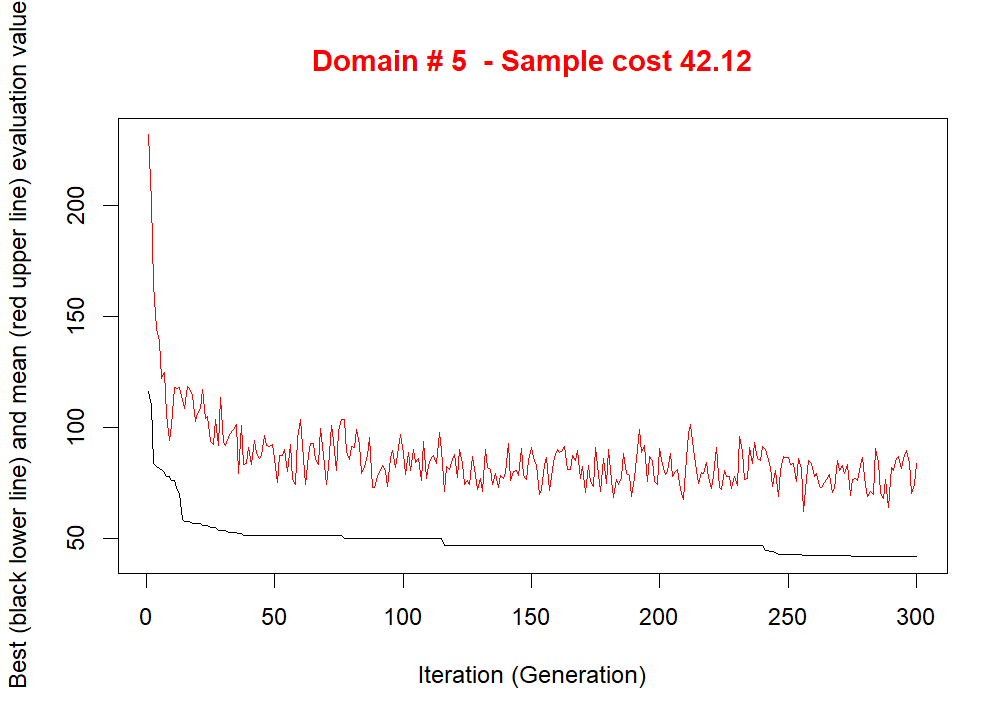 Domain # 5  - Sample cost 42.12
Best (black lower line) and mean (red upper line) evaluation value
200
150
100
50
0 50 100 150 200 250 300
Iteration (Generation)